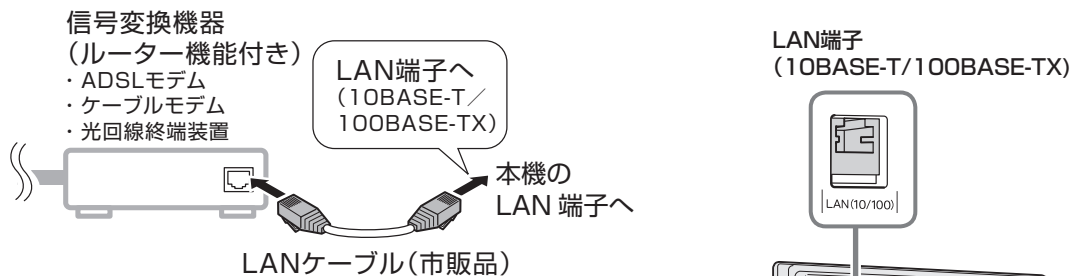 信号変換機器
（ルーター機能付き）
・ADSLモデム
・ケーブルモデム
・光回線終端装置
LAN端子へ
（10BASE-T／
100BASE-TX）
本機の
LAN 端子へ
LANケーブル（市販品）
LAN端子
（10BASE-T/100BASE-TX）
LAN(10/100)